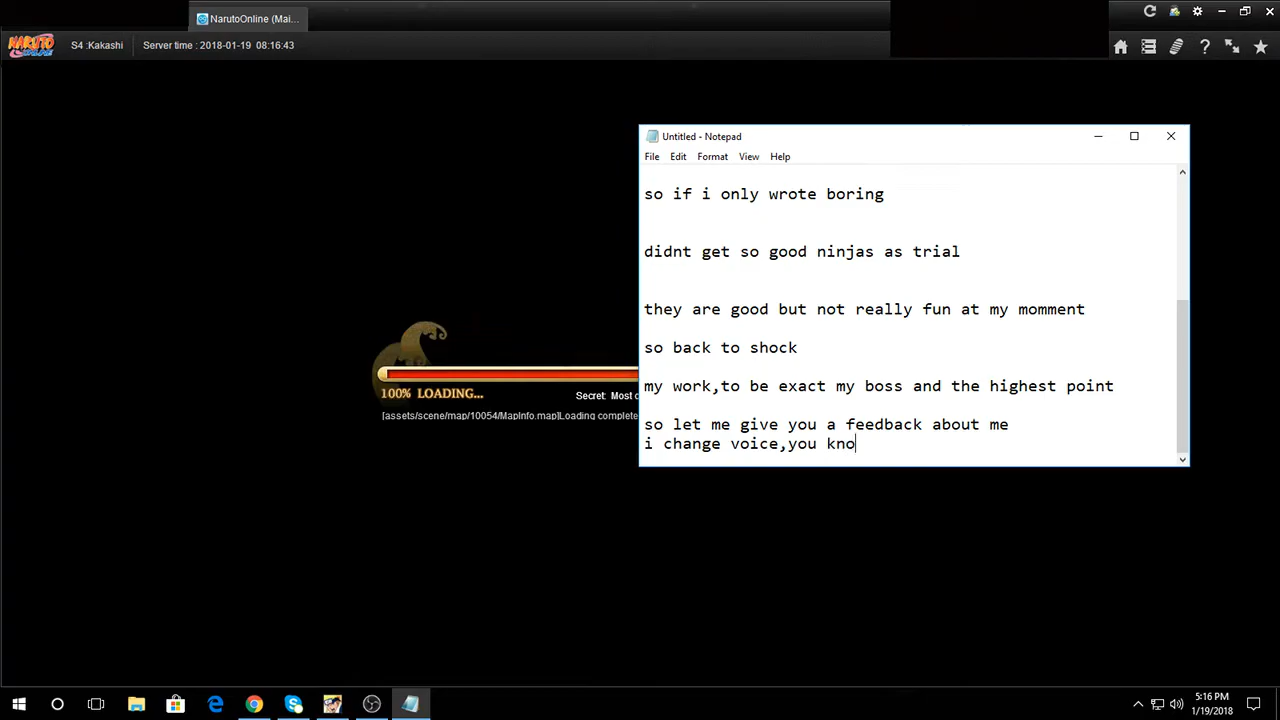 NarutoOnline (Mai...
NARUTO
ONLINE
S4 :Kakashi
Server time : 2018-01-19 08:16:43
Untitled - Notepad
File Edit Format View Help
so if i only wrote boring
didnt get so good ninjas as trial
they are good but not really fun at my momment
so back to shock
my work,to be exact my boss and the highest point
so let me give you a feedback about me
i change voice,you kno
100% LOADING...
Secret: Most
[assets/scene/map/10054/MapInfo.map]Loading complete
5:16 PM
1/19/2018